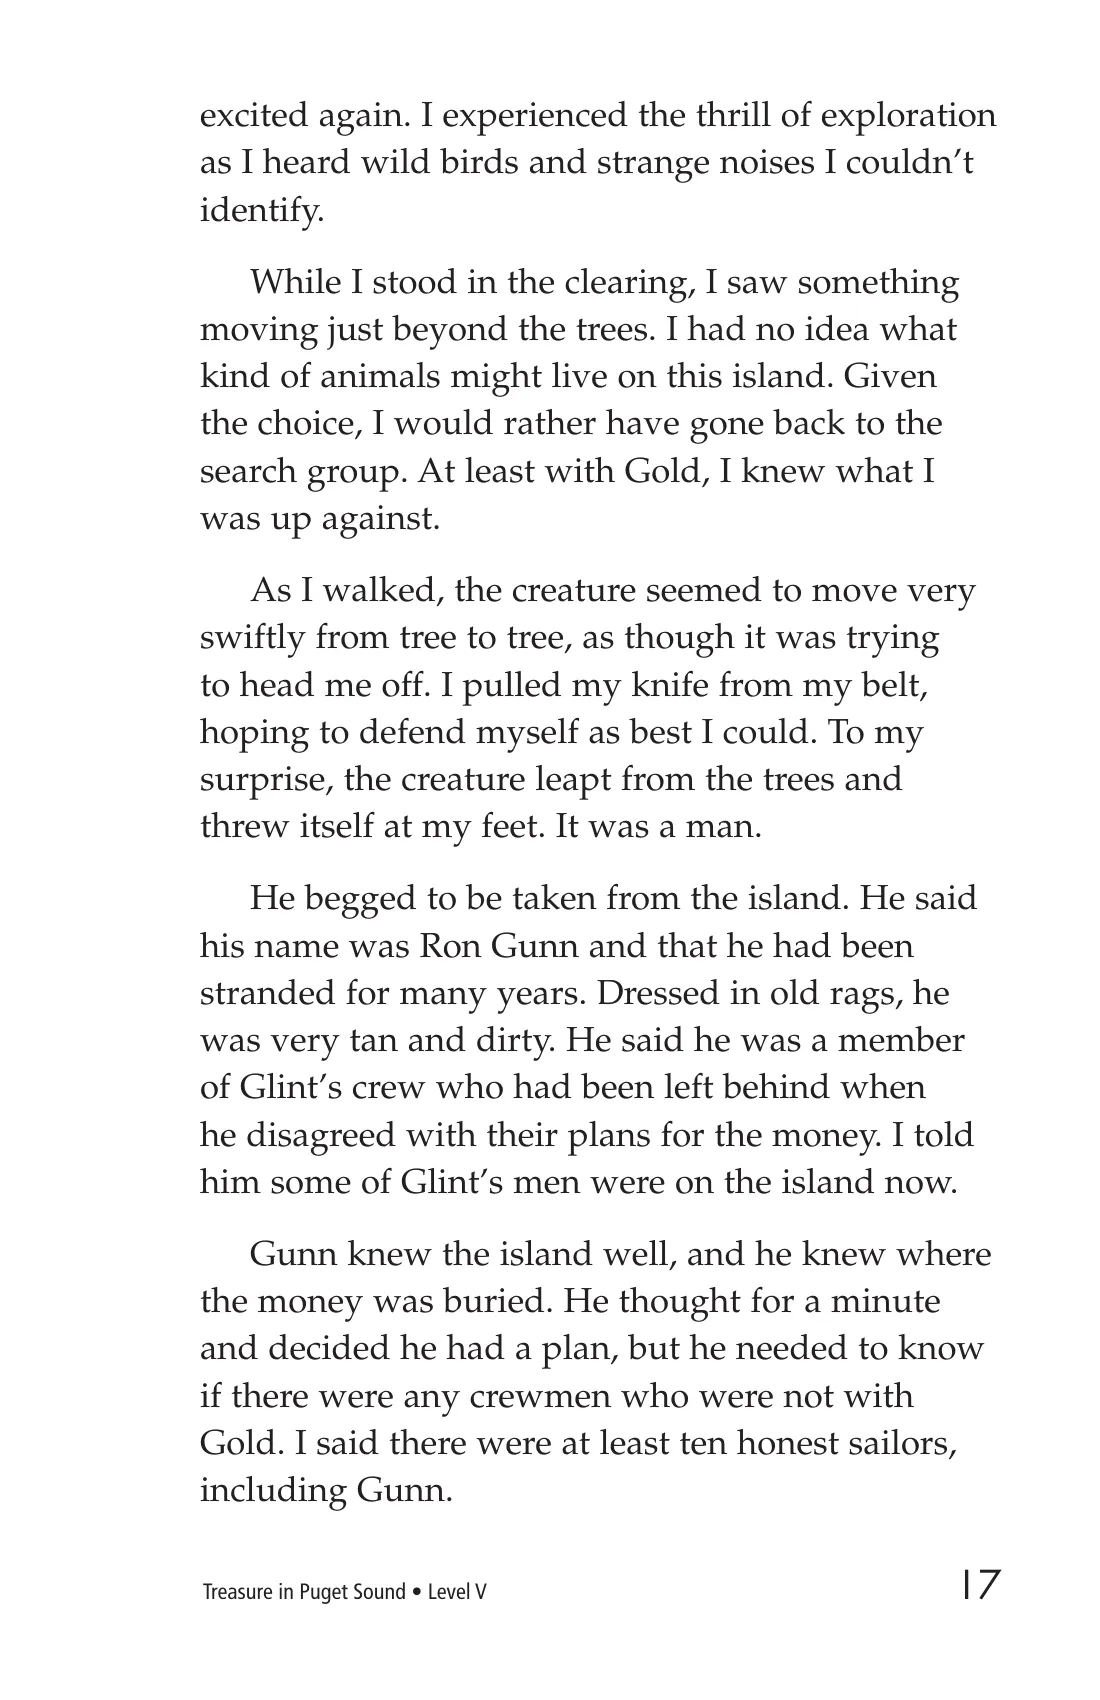 excited again. I experienced the thrill of exploration
as I heard wild birds and strange noises I couldn’t
identify.
While I stood in the clearing, I saw something
moving just beyond the trees. I had no idea what
kind of animals might live on this island. Given
the choice, I would rather have gone back to the
search group. At least with Gold, I knew what I
was up against.
As I walked, the creature seemed to move very
swiftly from tree to tree, as though it was trying
to head me off. I pulled my knife from my belt,
hoping to defend myself as best I could. To my
surprise, the creature leapt from the trees and
threw itself at my feet. It was a man.
He begged to be taken from the island. He said
his name was Ron Gunn and that he had been
stranded for many years. Dressed in old rags, he
was very tan and dirty. He said he was a member
of Glint’s crew who had been left behind when
he disagreed with their plans for the money. I told
him some of Glint’s men were on the island now.
Gunn knew the island well, and he knew where
the money was buried. He thought for a minute
and decided he had a plan, but he needed to know
if there were any crewmen who were not with
Gold. I said there were at least ten honest sailors,
including Gunn.
Treasure in Puget Sound • Level V 17